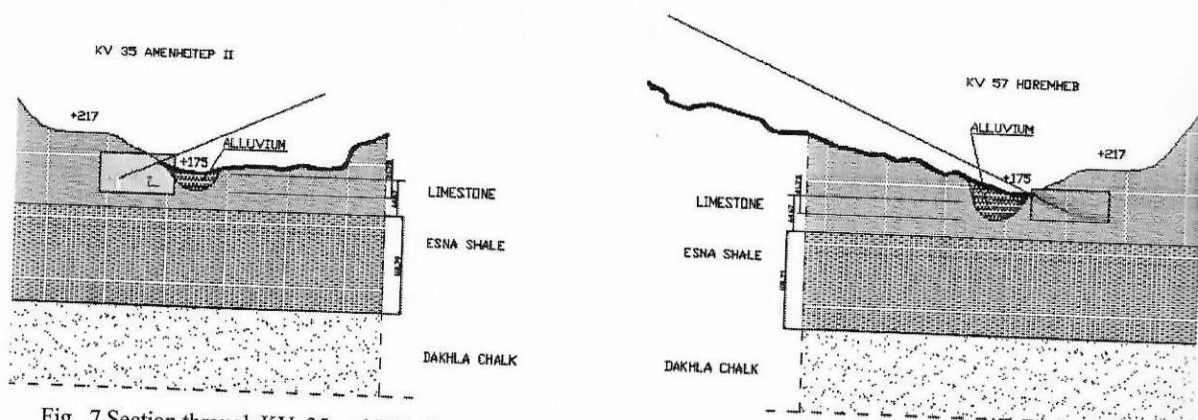 KV 35 AMENHOTEP II
+217
ALLUVIUM
+175
LIMESTONE
ESNA SHALE
DAKHLA CHALK
KV 57 HOREMHEB
ALLUVIUM
+217
+175
LIMESTONE
ESNA SHALE
DAKHLA CHALK
Fig. 7 Section through KV 35 and